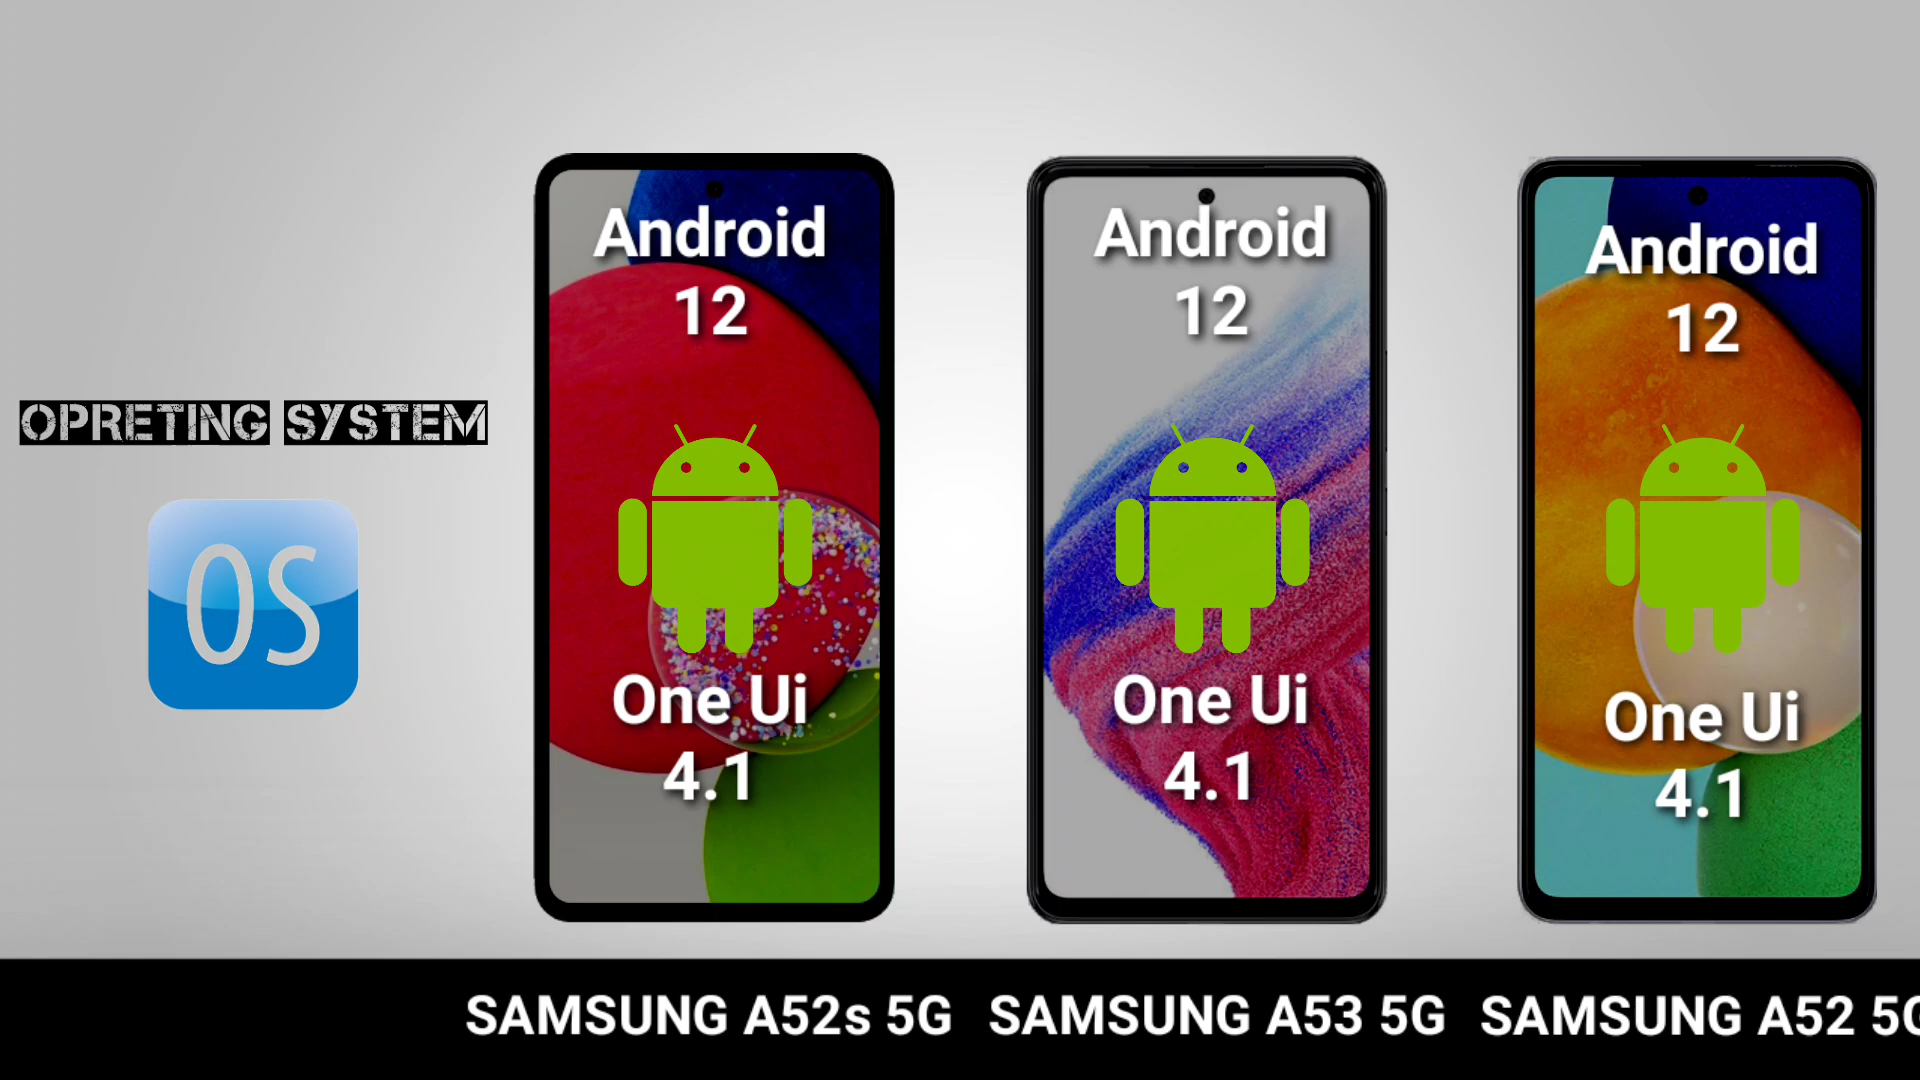 OPRETING SYSTEM
OS
Android
12
One Ui
4.1
Android
12
One Ui
4.1
Android
12
One Ui
4.1
SAMSUNG A52s 5G
SAMSUNG A53 5G
SAMSUNG A52 5G